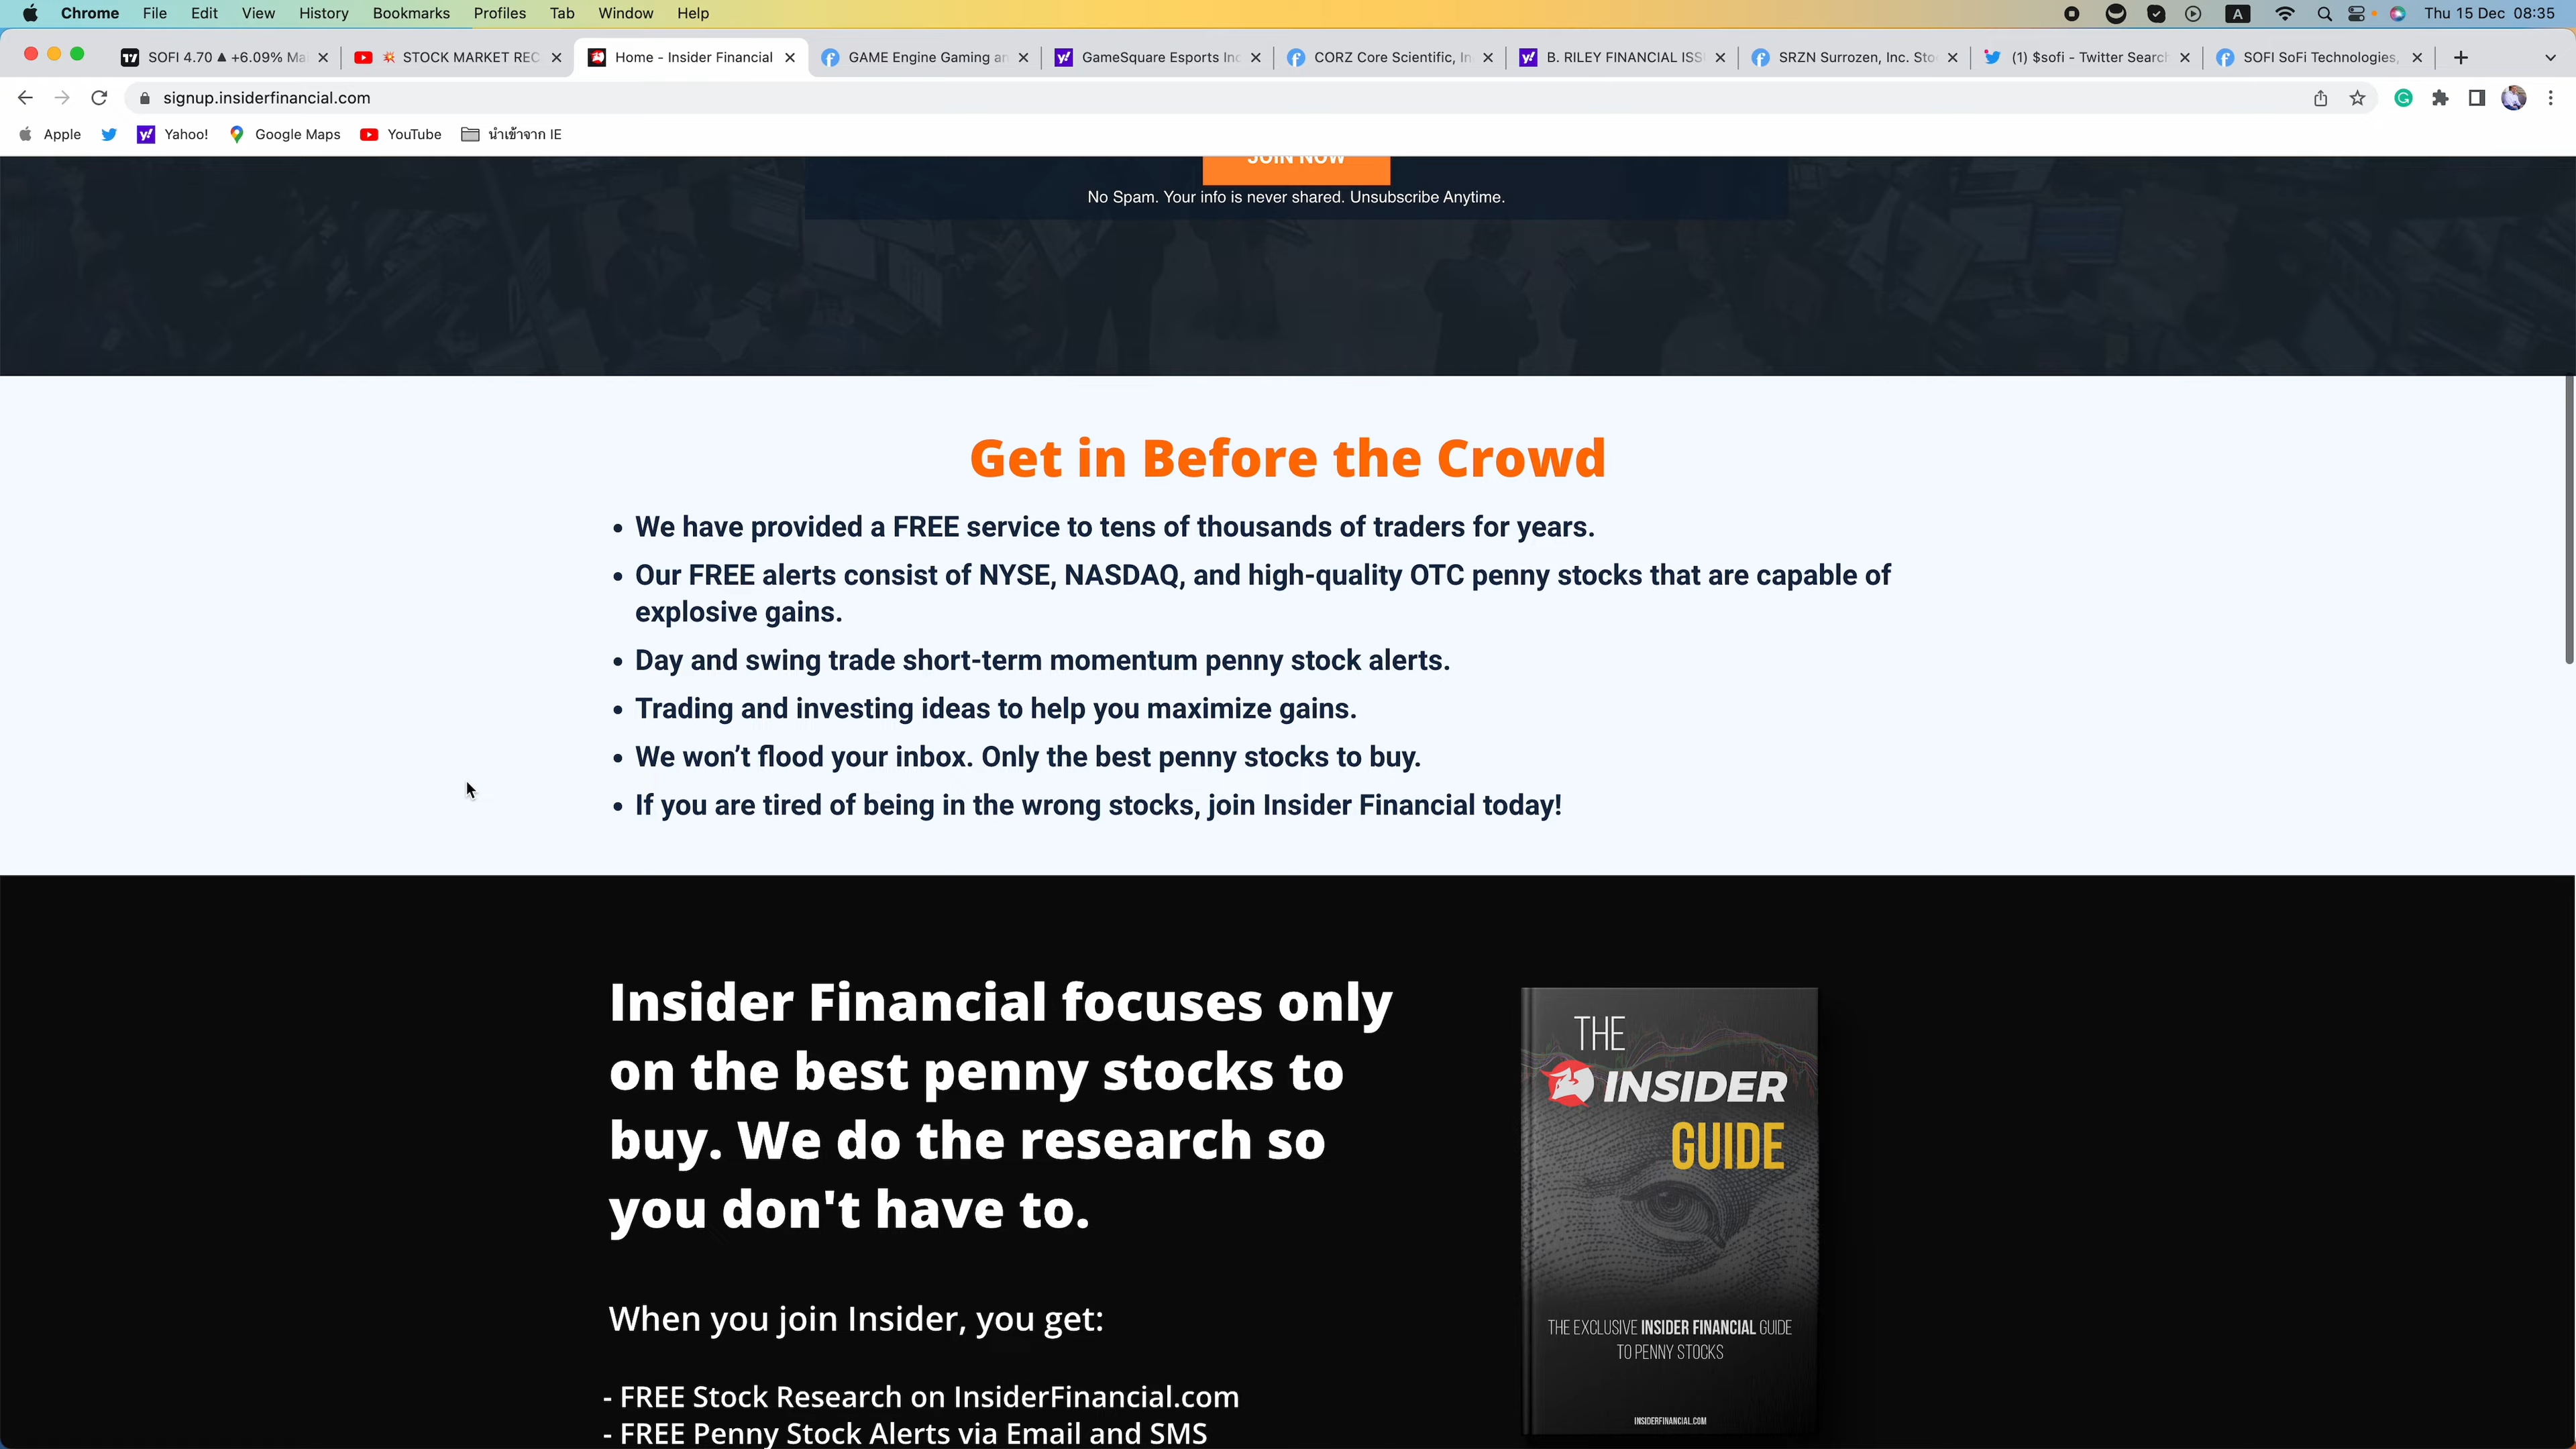 Chrome File Edit View History Bookmarks Profiles Tab Window Help A Thu 15 Dec 08:35
SOFI 4.70 ▲ +6.09% STOCK MARKET REC Home - Insider Financial GAME Engine Gaming an GameSquare Esports Inc CORZ Core Scientific, In B. RILEY FINANCIAL ISS SRZN Surrozen, Inc. Sto (1) $sofi - Twitter Search SOFI SoFi Technologies,
signup.insiderfinancial.com
Apple Yahoo! Google Maps YouTube นำเข้าจาก IE
JOIN NOW
No Spam. Your info is never shared. Unsubscribe Anytime.
Get in Before the Crowd
• We have provided a FREE service to tens of thousands of traders for years.
• Our FREE alerts consist of NYSE, NASDAQ, and high-quality OTC penny stocks that are capable of
explosive gains.
• Day and swing trade short-term momentum penny stock alerts.
• Trading and investing ideas to help you maximize gains.
• We won’t flood your inbox. Only the best penny stocks to buy.
• If you are tired of being in the wrong stocks, join Insider Financial today!
Insider Financial focuses only
on the best penny stocks to
buy. We do the research so
you don't have to.
When you join Insider, you get:
- FREE Stock Research on InsiderFinancial.com
- FREE Penny Stock Alerts via Email and SMS
THE
INSIDER
GUIDE
THE EXCLUSIVE INSIDER FINANCIAL GUIDE
TO PENNY STOCKS
INSIDERFINANCIAL.COM